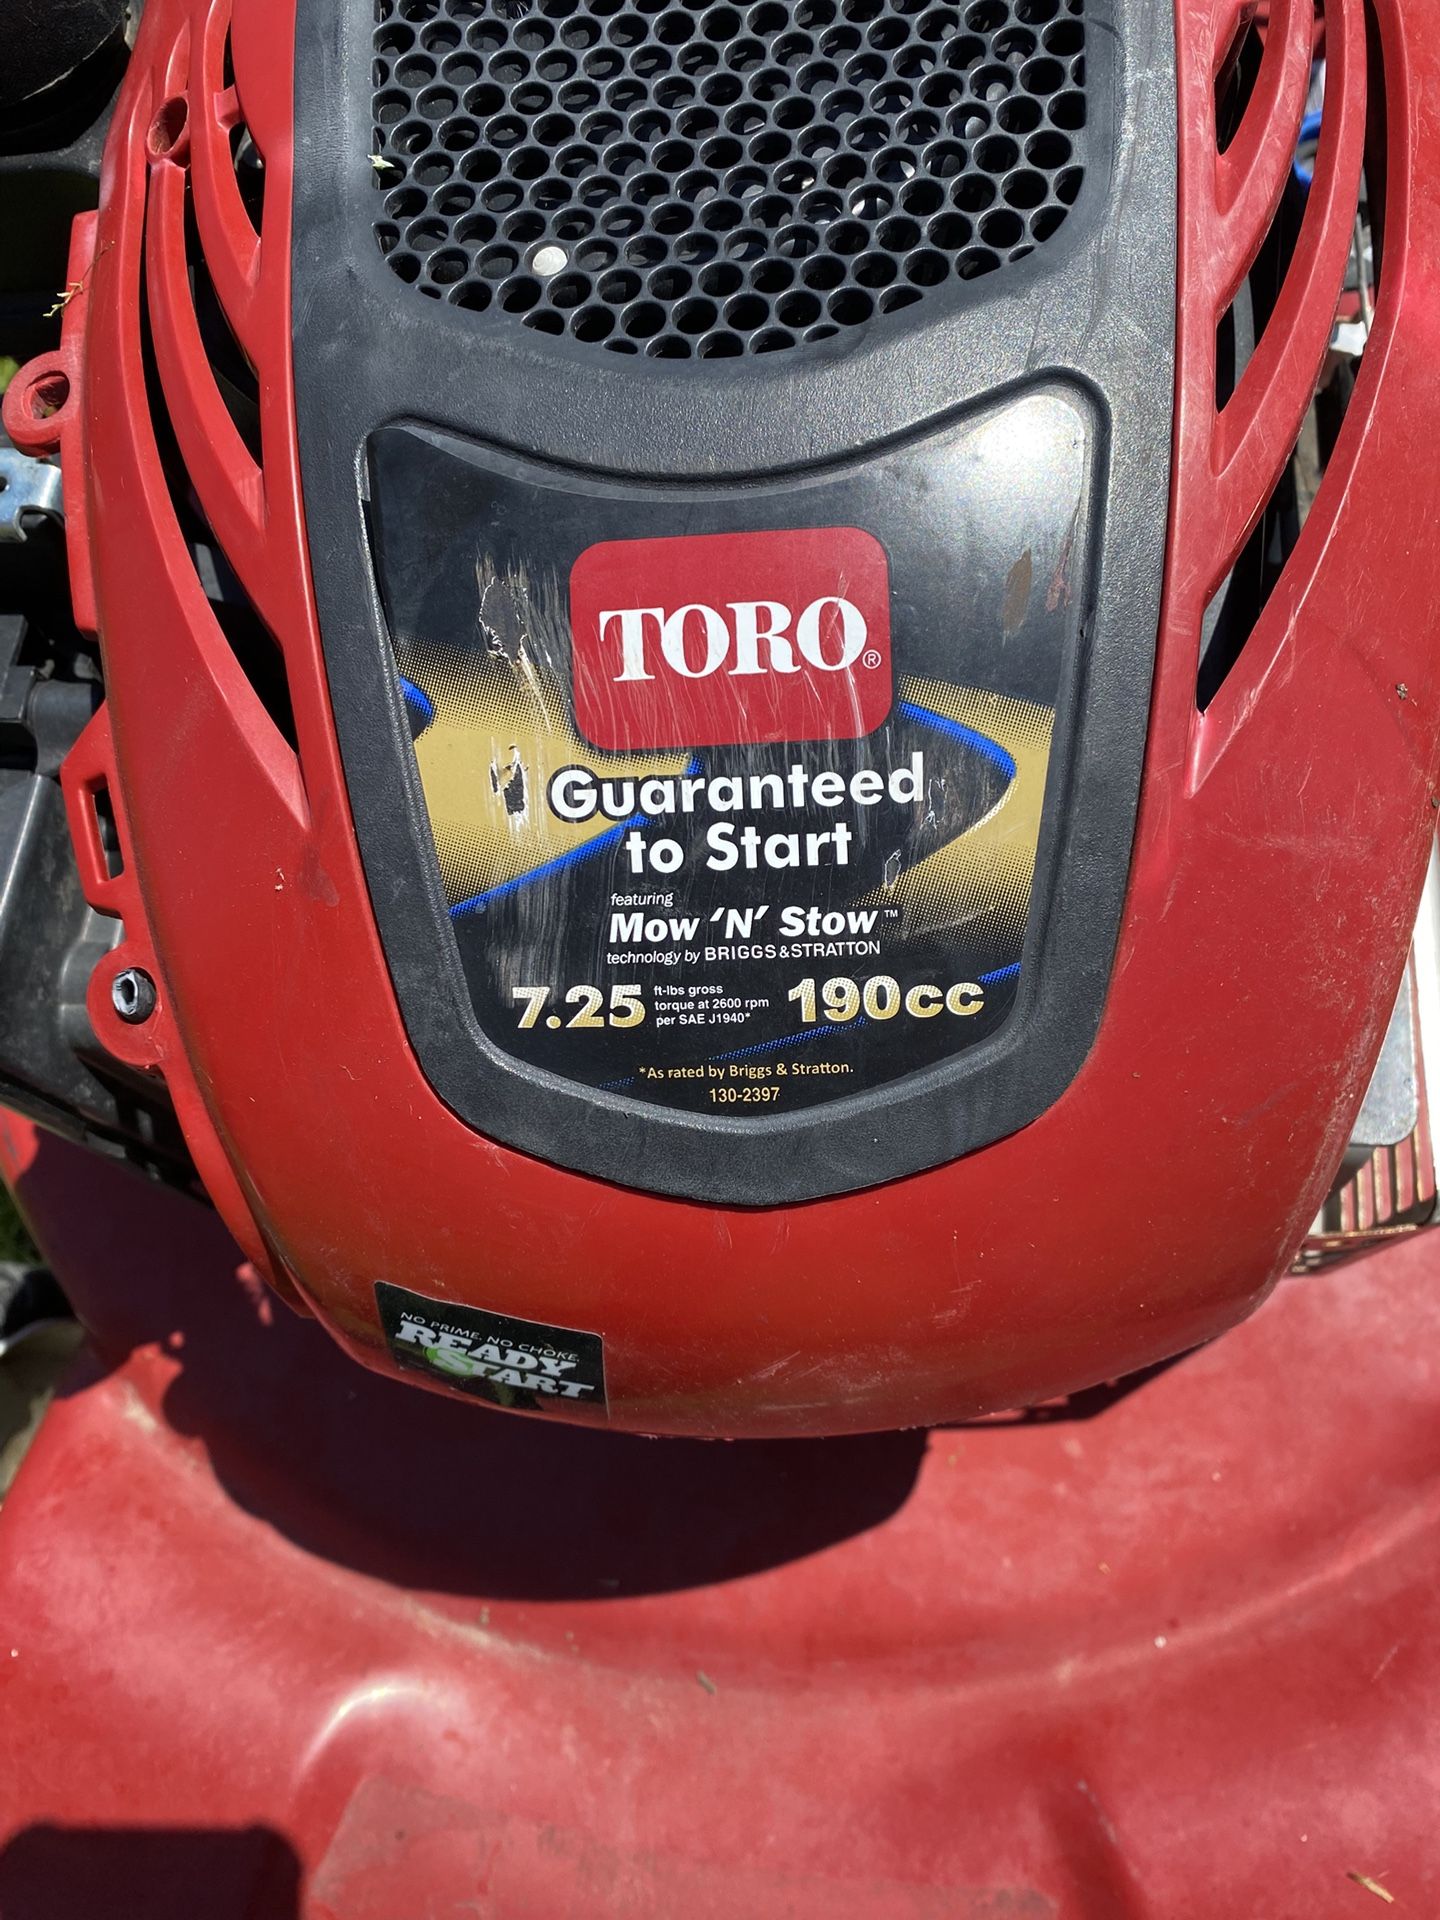 TORO®
Guaranteed
to Start
featuring
Mow ‘N’ Stow™
technology by BRIGGS&STRATTON
7.25 ft-lbs gross torque at 2600 rpm per SAE J1940* 190cc
*As rated by Briggs & Stratton.
130-2397
NO PRIME. NO CHOKE.
READY
START